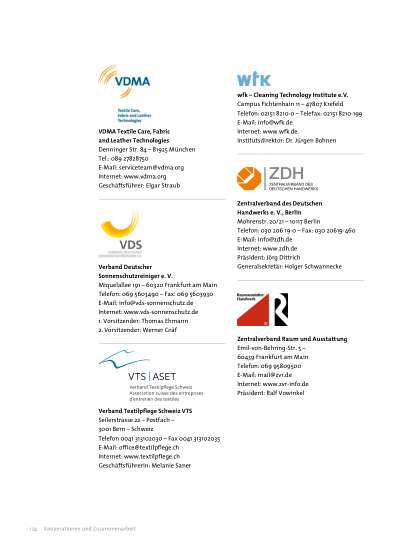 VDMA
Textile Care,
Fabric and Leather
Technologies
VDMA Textile Care, Fabric
and Leather Technologies
Denninger Str. 84 – 81925 München
Tel.: 089 27828750
E-Mail: serviceteam@vdma.org
Internet: www.vdma.org
Geschäftsführer: Elgar Straub
VDS
Verband Deutscher
Sonnenschutzreiniger e. V.
Miquelallee 191 – 60320 Frankfurt am Main
Telefon: 069 5603490 – Fax: 069 5603930
E-Mail: info@vds-sonnenschutz.de
Internet: www.vds-sonnenschutz.de
1. Vorsitzender: Thomas Ehmann
2. Vorsitzender: Werner Gräf
VTS | ASET
Verband Textilpflege Schweiz
Association suisse des entreprises
d'entretien des textiles
Verband Textilpflege Schweiz VTS
Seilerstrasse 22 – Postfach –
3001 Bern – Schweiz
Telefon 0041 313102030 – Fax 0041 313102035
E-Mail: office@textilpflege.ch
Internet: www.textilpflege.ch
Geschäftsführerin: Melanie Saner
wfk
wfk – Cleaning Technology Institute e.V.
Campus Fichtenhain 11 – 47807 Krefeld
Telefon: 02151 8210-0 – Telefax: 02151 8210-199
E-Mail: info@wfk.de
Internet: www.wfk.de
Institutsdirektor: Dr. Jürgen Bohnen
ZDH
ZENTRALVERBAND DES
DEUTSCHEN HANDWERKS
Zentralverband des Deutschen
Handwerks e. V., Berlin
Mohrenstr. 20/21 – 10117 Berlin
Telefon: 030 20619-0 – Fax: 030 20619-460
E-Mail: info@zdh.de
Internet: www.zdh.de
Präsident: Jörg Dittrich
Generalsekretär: Holger Schwannecke
Raumausstatter
Handwerk
Zentralverband Raum und Ausstattung
Emil-von-Behring-Str. 5 –
60439 Frankfurt am Main
Telefon: 069 95809500
E-Mail: mail@zvr.de
Internet: www.zvr-info.de
Präsident: Ralf Vowinkel
124 Kooperationen und Zusammenarbeit